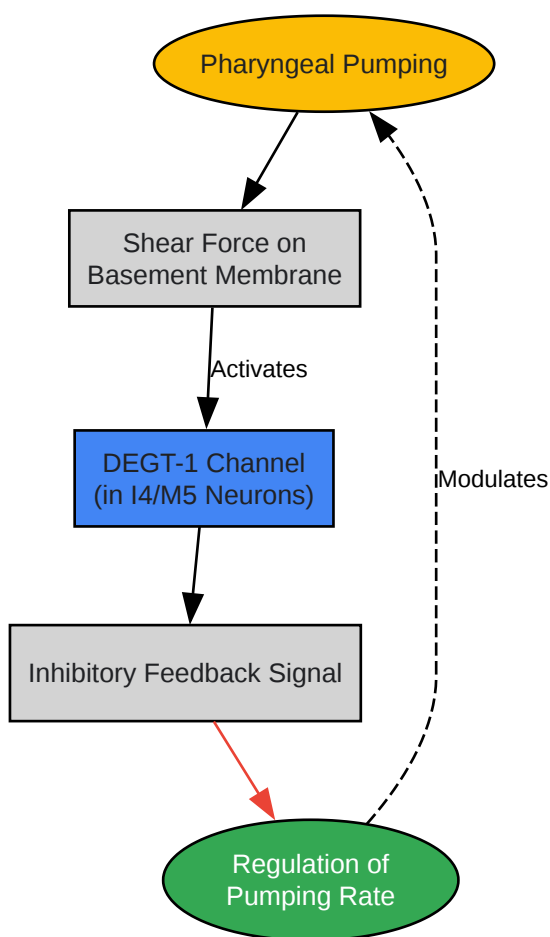 Pharyngeal Pumping
Shear Force on
Basement Membrane
Activates
DEGT-1 Channel
(in I4/M5 Neurons)
Modulates
Inhibitory Feedback Signal
Regulation of
Pumping Rate